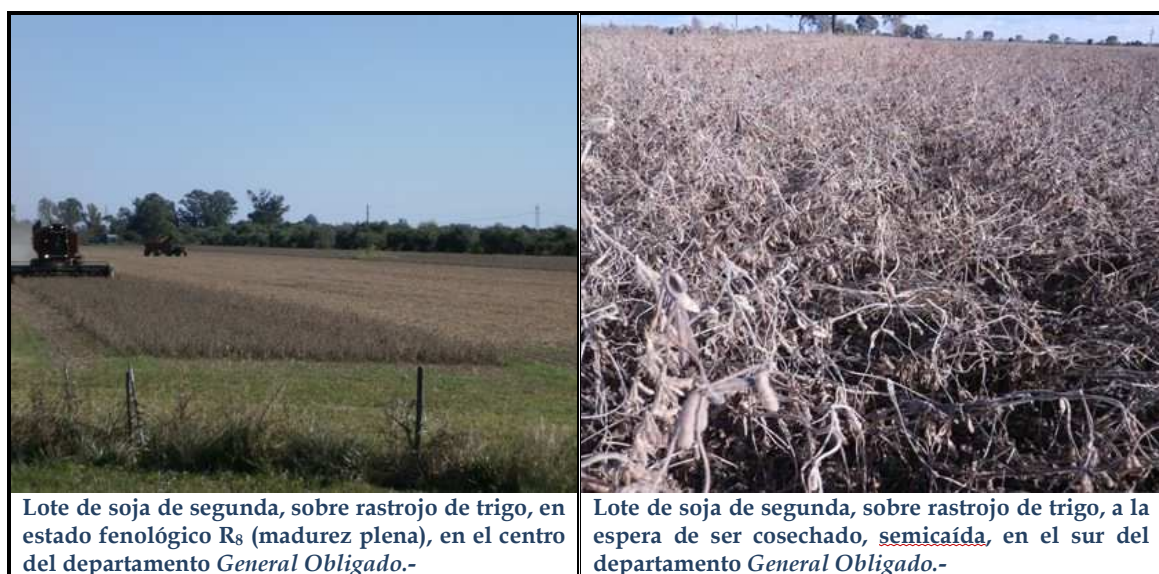 Lote de soja de segunda, sobre rastrojo de trigo, en
estado fenológico R₈ (madurez plena), en el centro
del departamento General Obligado.-
Lote de soja de segunda, sobre rastrojo de trigo, a la
espera de ser cosechado, semicaída, en el sur del
departamento General Obligado.-